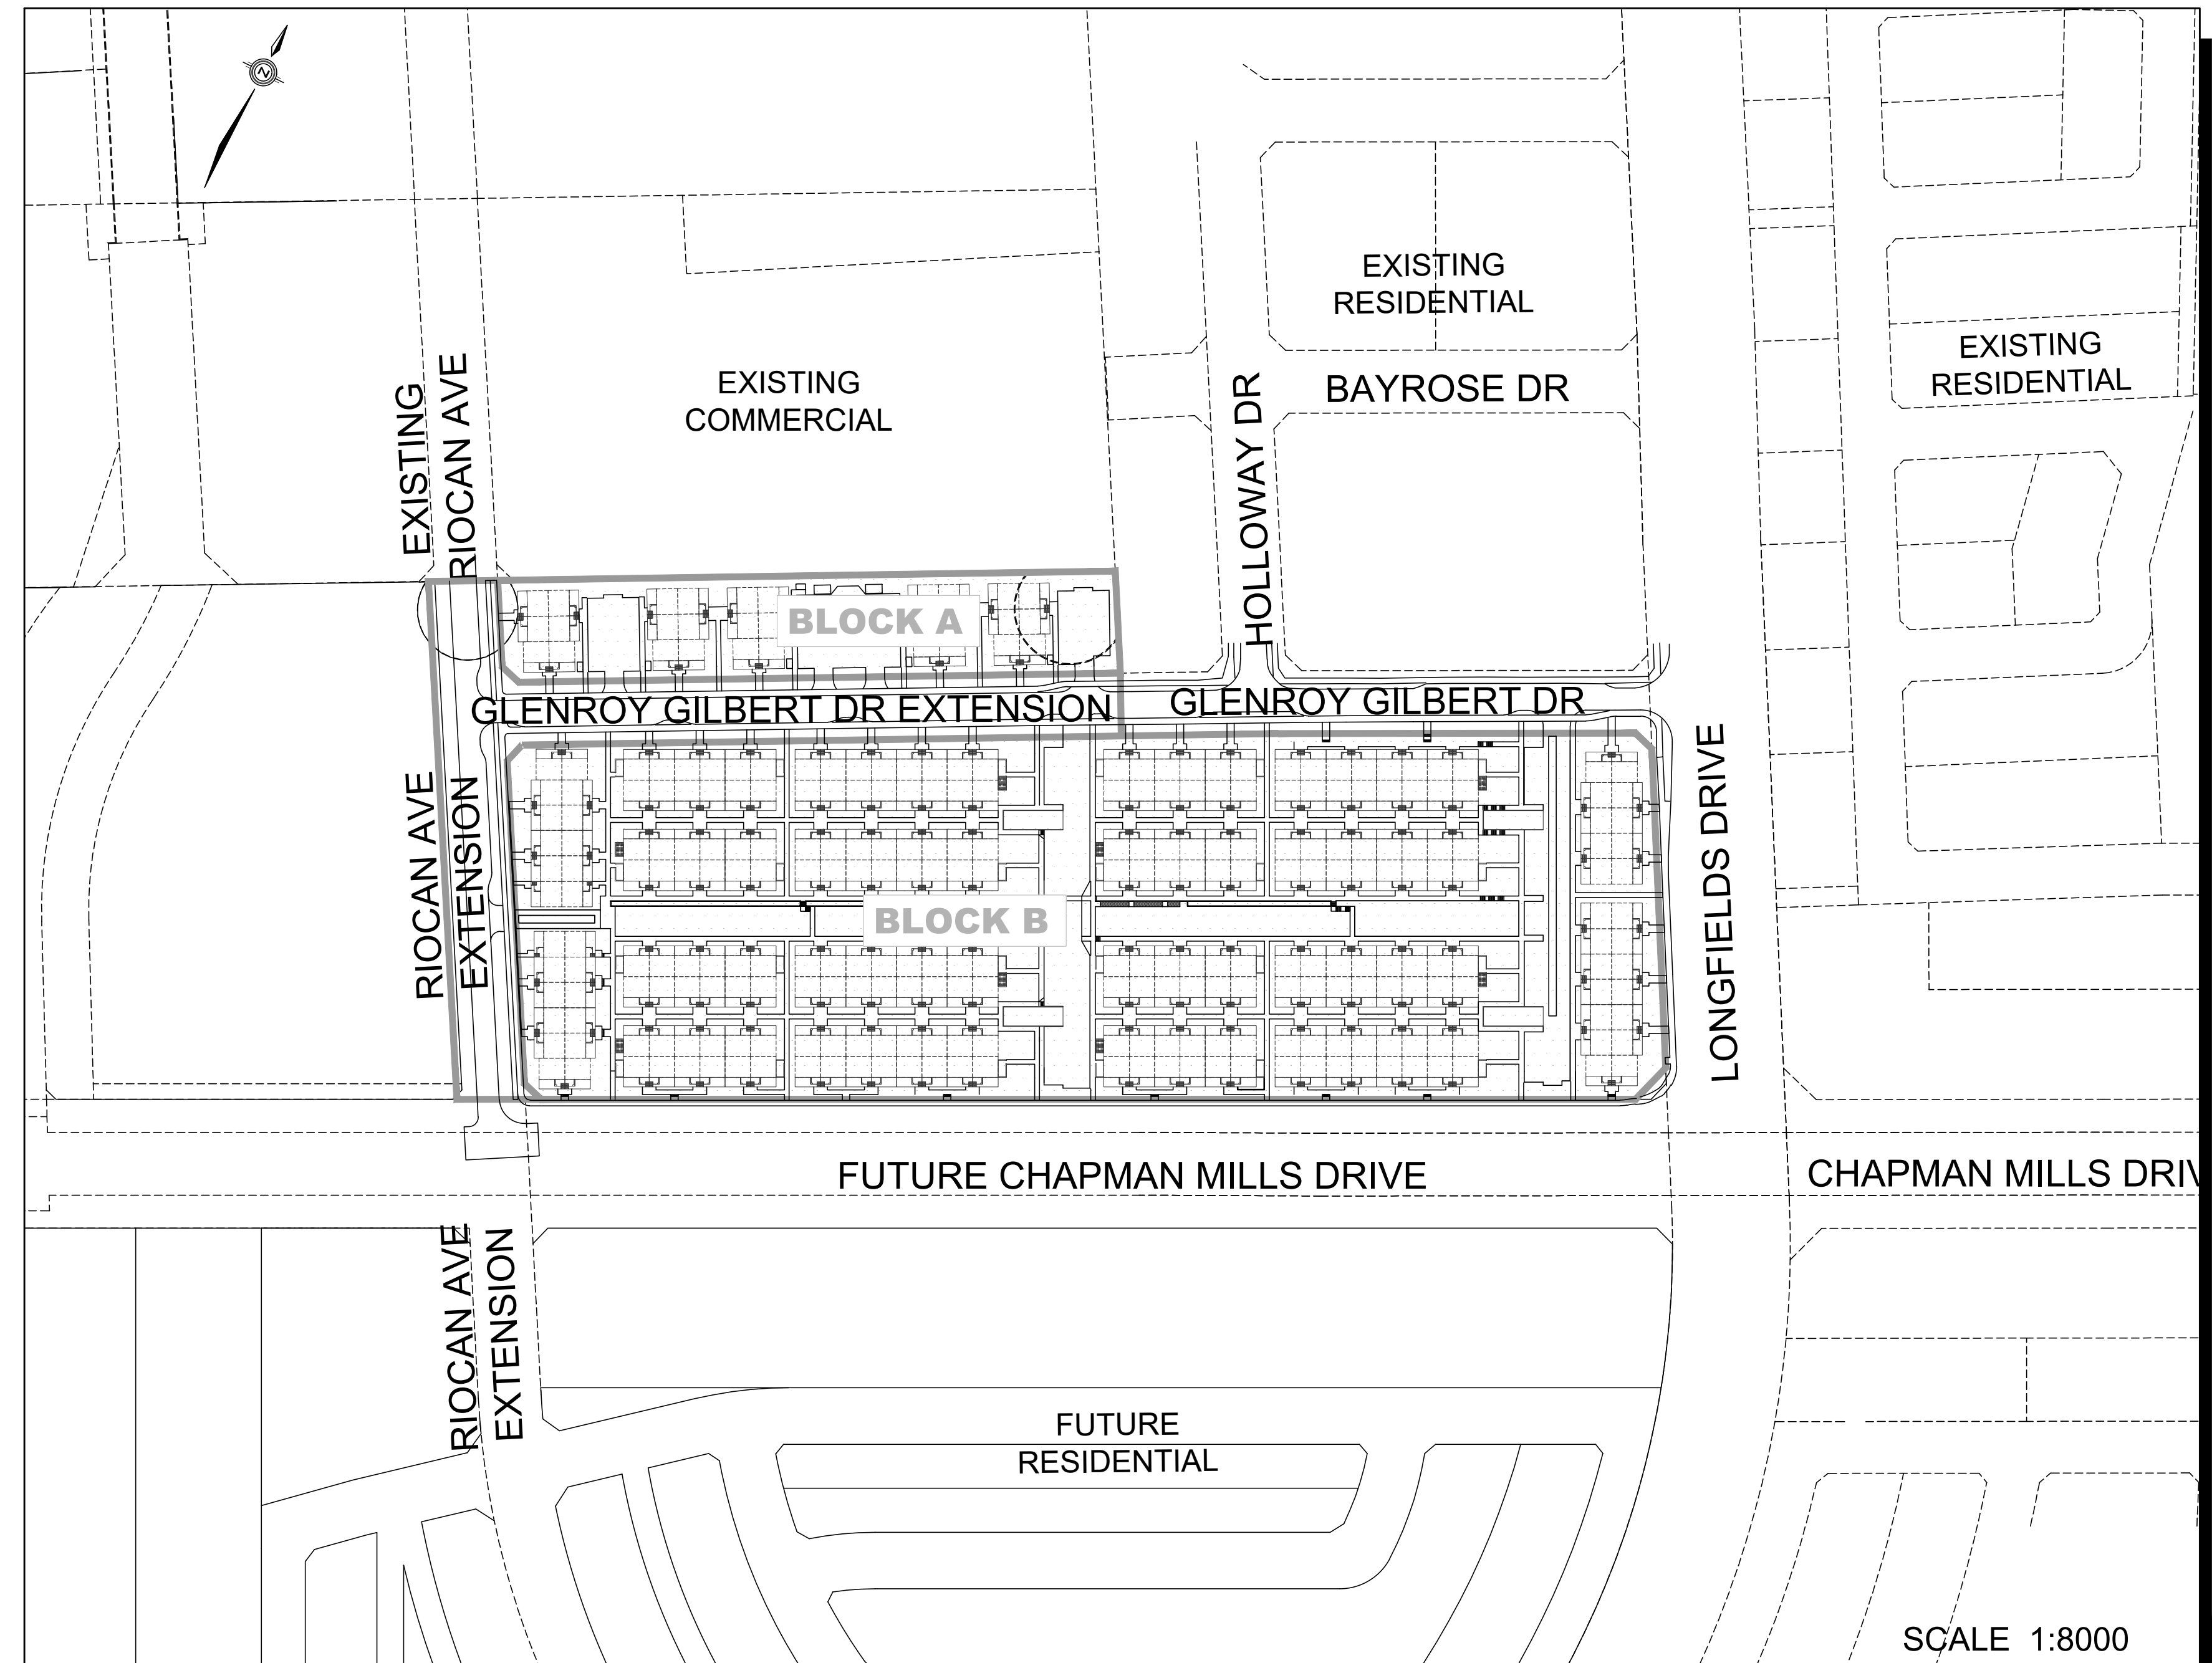 N
EXISTING
RESIDENTIAL
EXISTING
RESIDENTIAL
EXISTING
COMMERCIAL
BAYROSE DR
EXISTING
RIOCAN AVE
HOLLOWAY DR
BLOCK A
GLENROY GILBERT DR EXTENSION
GLENROY GILBERT DR
RIOCAN AVE
EXTENSION
BLOCK B
LONGFIELDS DRIVE
FUTURE CHAPMAN MILLS DRIVE
CHAPMAN MILLS DRIV
RIOCAN AVE
EXTENSION
FUTURE
RESIDENTIAL
SCALE 1:8000